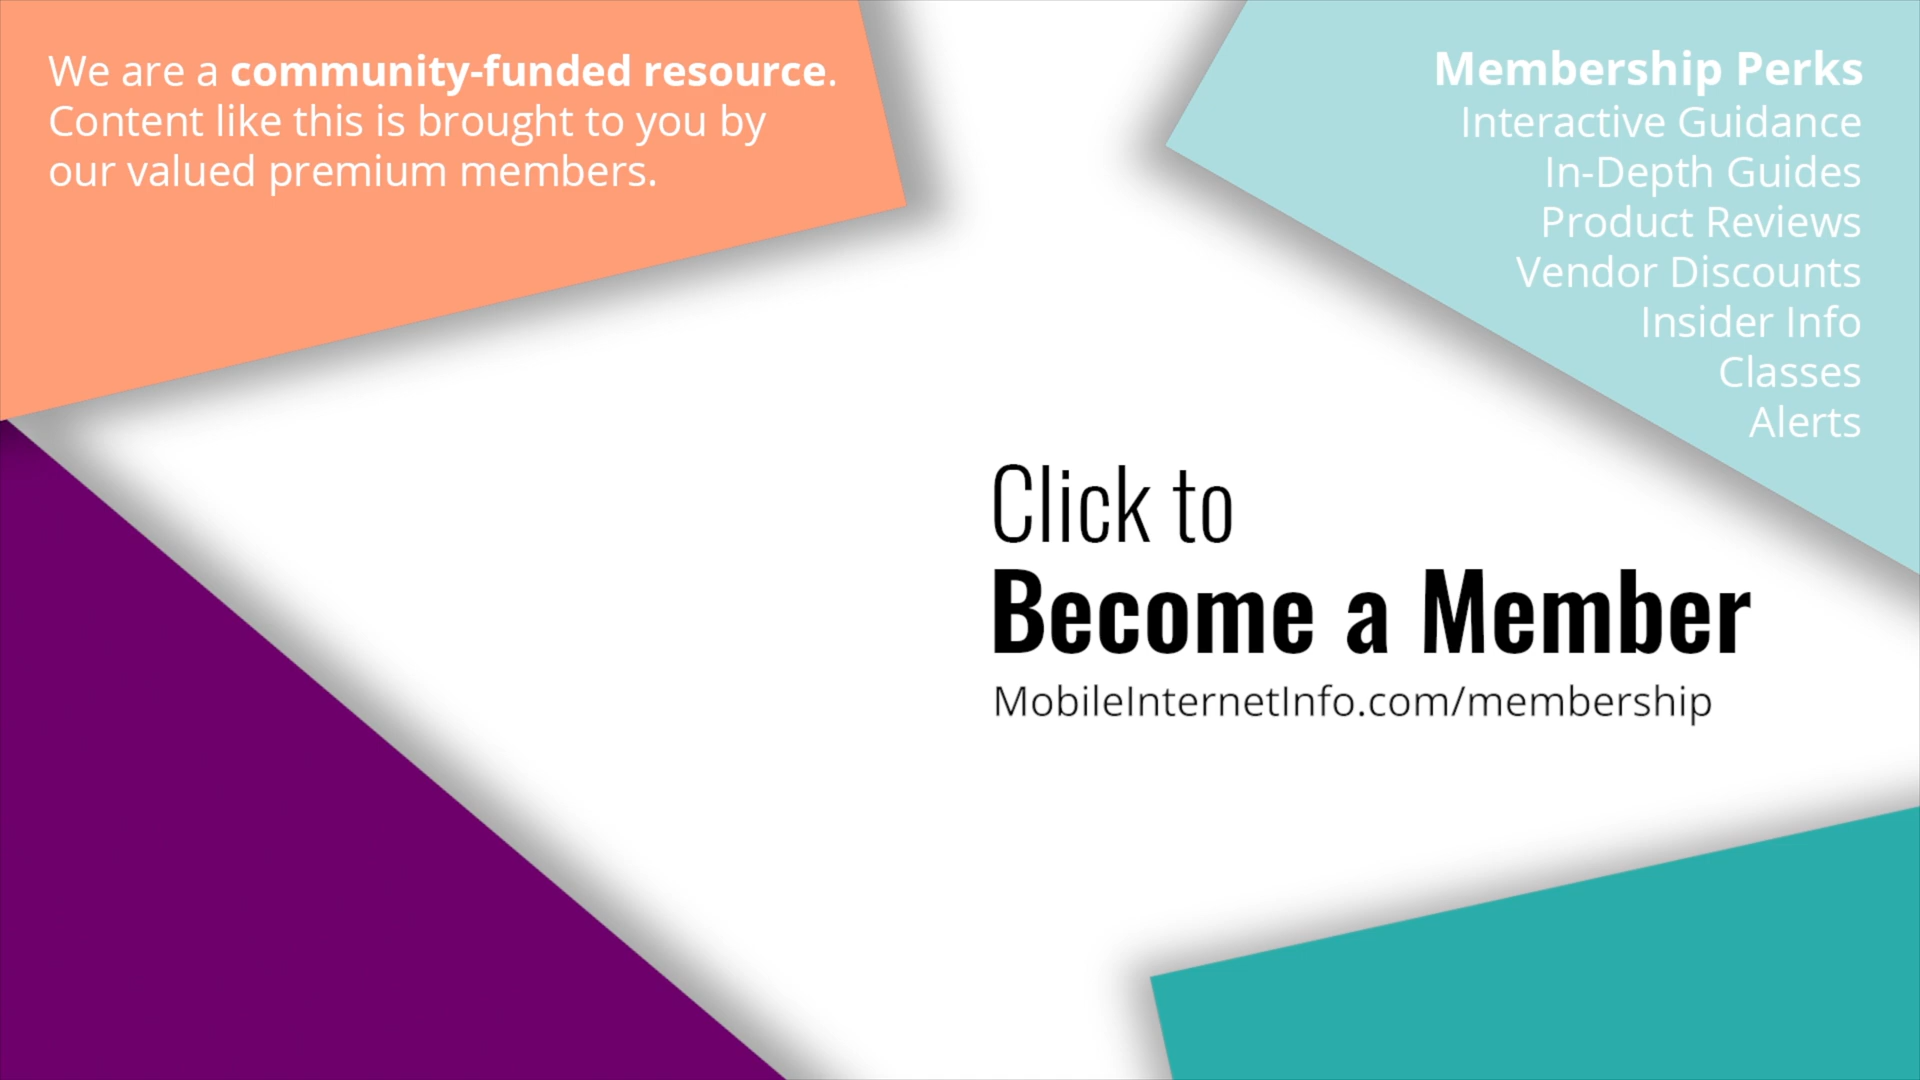 We are a community-funded resource.
Content like this is brought to you by
our valued premium members.
Membership Perks
Interactive Guidance
In-Depth Guides
Product Reviews
Vendor Discounts
Insider Info
Classes
Alerts
Click to
Become a Member
MobileInternetInfo.com/membership